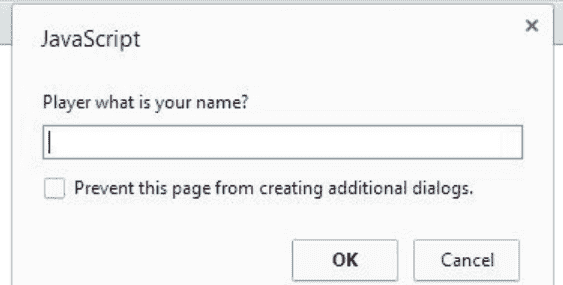 JavaScript
Player what is your name?
Prevent this page from creating additional dialogs.
OK Cancel